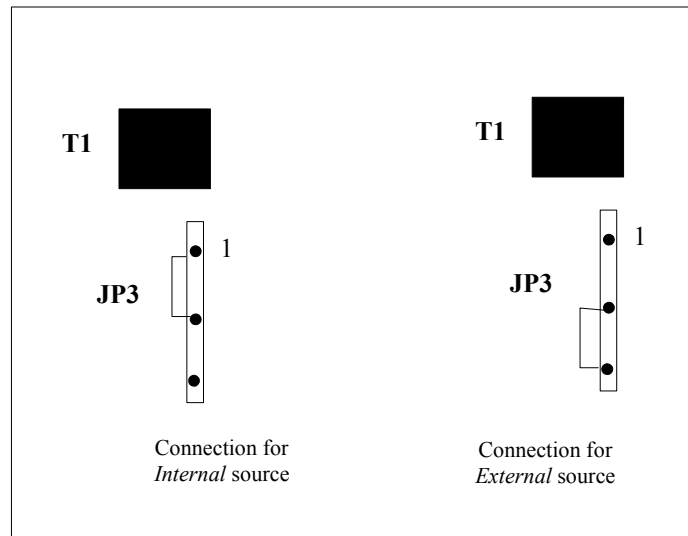 T1
1
JP3
Connection for
Internal source
T1
1
JP3
Connection for
External source